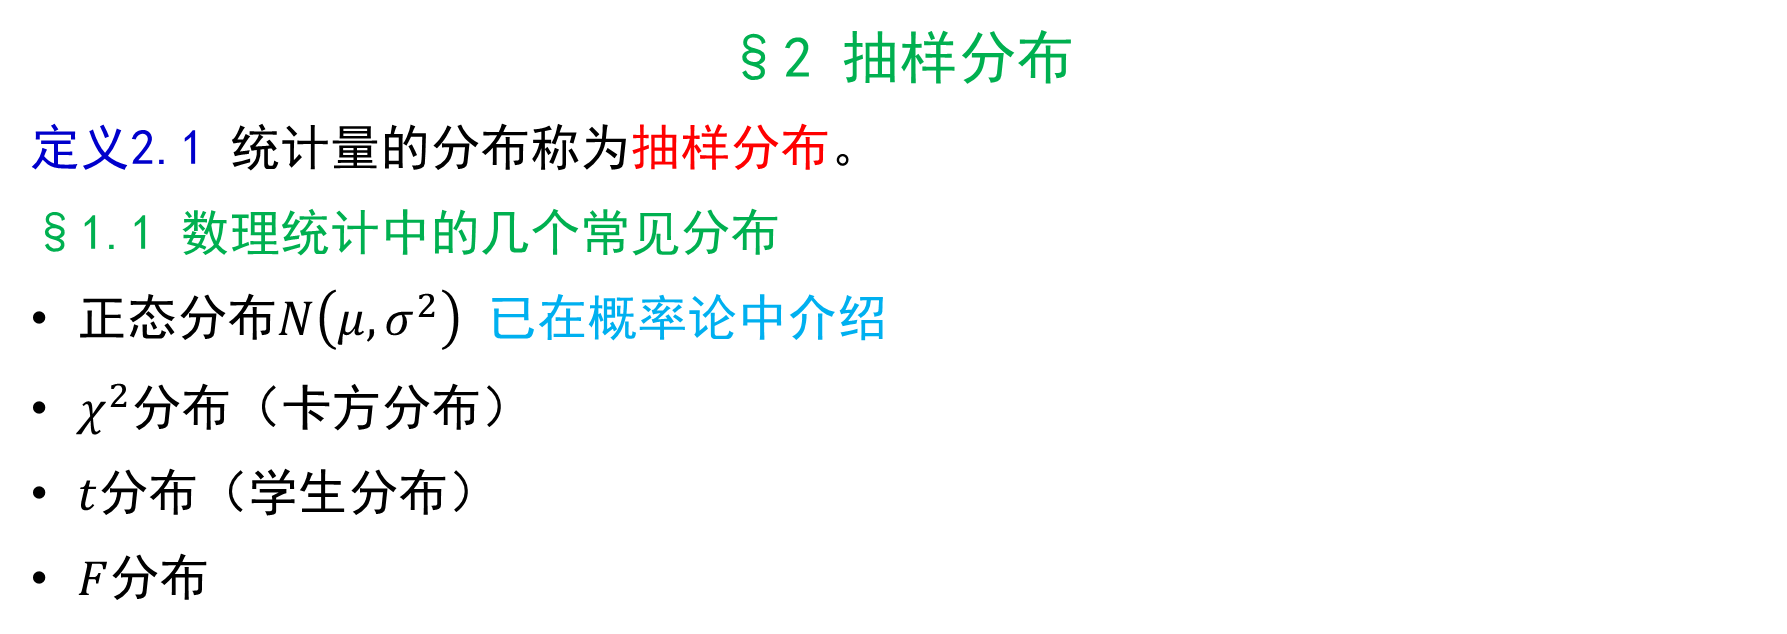 §2 抽样分布
定义2.1 统计量的分布称为抽样分布。
§1.1 数理统计中的几个常见分布
• 正态分布N(μ, σ²) 已在概率论中介绍
• χ²分布（卡方分布）
• t分布（学生分布）
• F分布